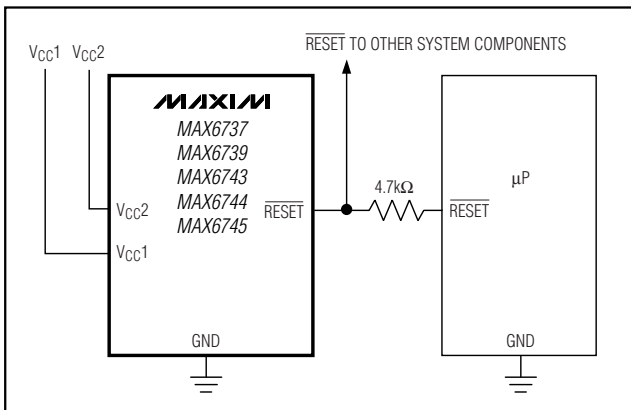 RESET TO OTHER SYSTEM COMPONENTS
VCC1 VCC2
MAXIM
MAX6737
MAX6739
MAX6743
MAX6744
MAX6745
4.7kΩ
μP
VCC2
RESET
RESET
VCC1
GND
GND